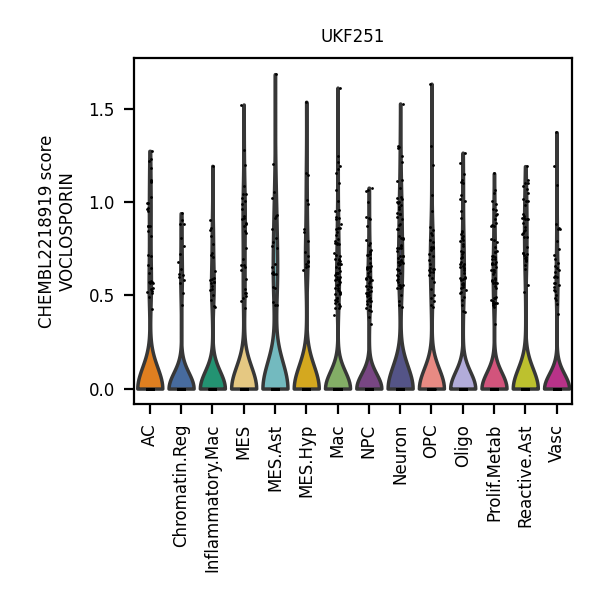 UKF251
CHEMBL2218919 score
VOCLOSPORIN
1.5
1.0
0.5
0.0
AC
Chromatin.Reg
Inflammatory.Mac
MES
MES.Ast
MES.Hyp
Mac
NPC
Neuron
OPC
Oligo
Prolif.Metab
Reactive.Ast
Vasc